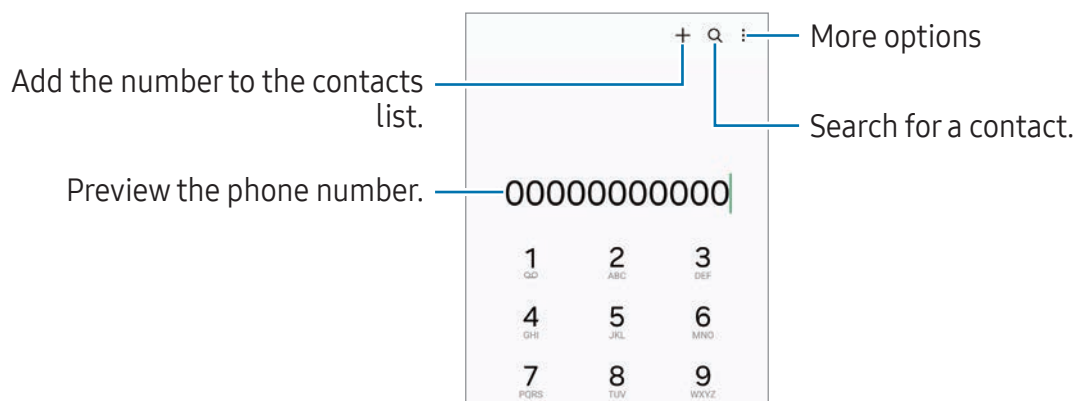 More options
Add the number to the contacts
list.
Search for a contact.
Preview the phone number.
00000000000
1 2 3
ABC DEF
4 5 6
GHI JKL MNO
7 8 9
PQRS TUV WXYZ